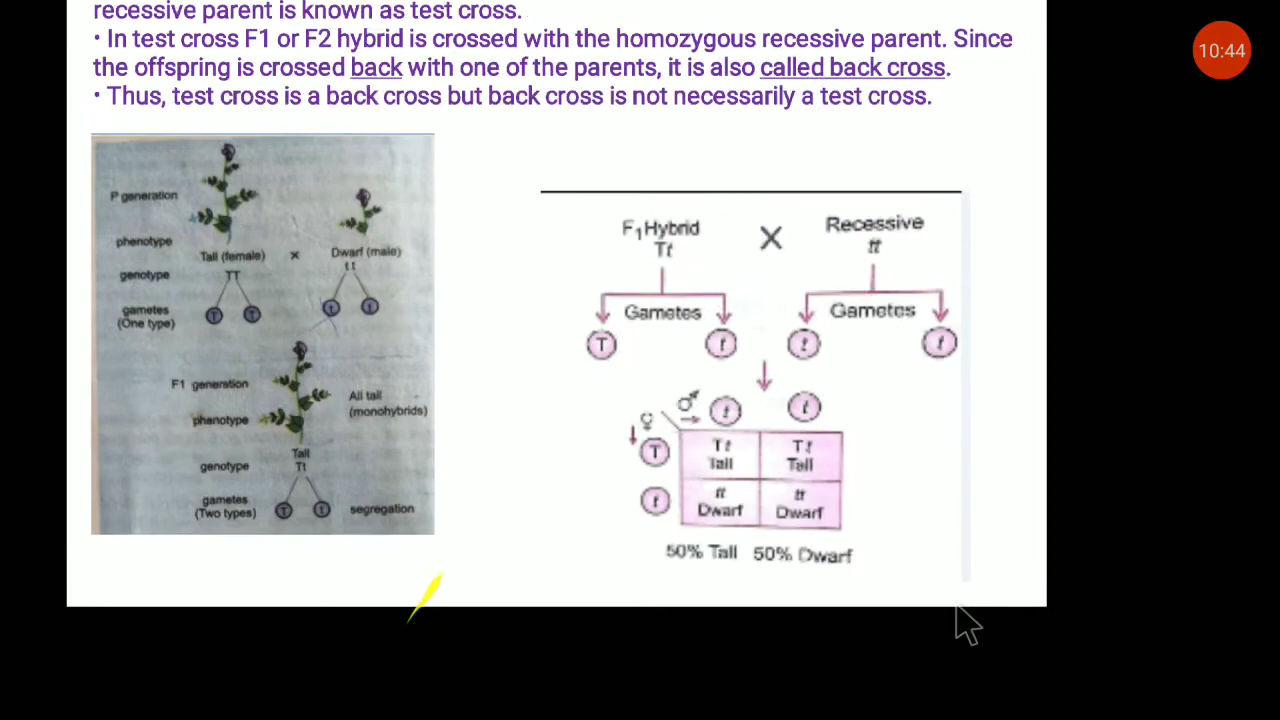 recessive parent is known as test cross.
• In test cross F1 or F2 hybrid is crossed with the homozygous recessive parent. Since
the offspring is crossed back with one of the parents, it is also called back cross.
• Thus, test cross is a back cross but back cross is not necessarily a test cross.
10:44
P generation
phenotype
Tall (female) × Dwarf (male)
genotype TT tt
gametes
(One type)
T T t t
F1 generation
All tall
(monohybrids)
phenotype
Tall
genotype Tt
gametes
(Two types)
T t segregation
F₁Hybrid × Recessive
Tt tt
Gametes Gametes
T t t t
♂ t t
♀
T Tt Tt
Tall Tall
t tt tt
Dwarf Dwarf
50% Tall 50% Dwarf